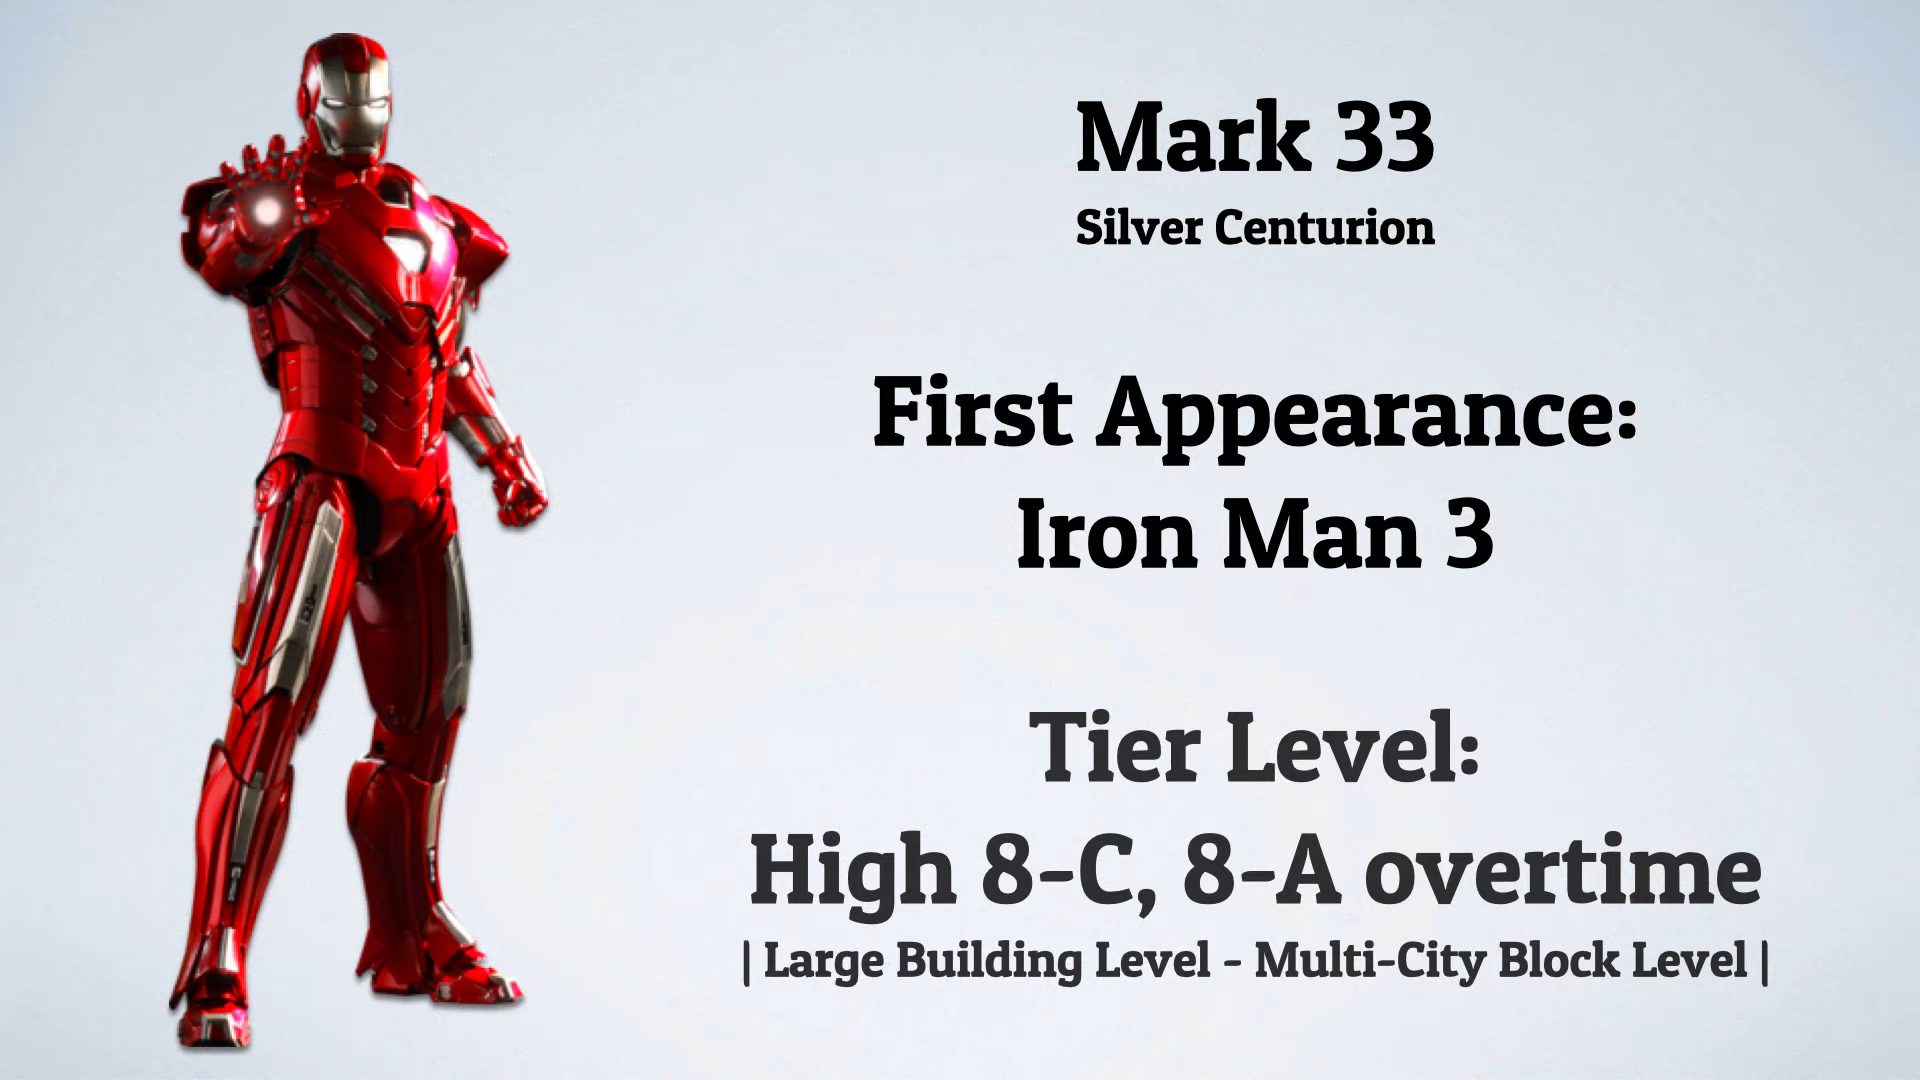 Mark 33
Silver Centurion
First Appearance:
Iron Man 3
Tier Level:
High 8-C, 8-A overtime
| Large Building Level - Multi-City Block Level |